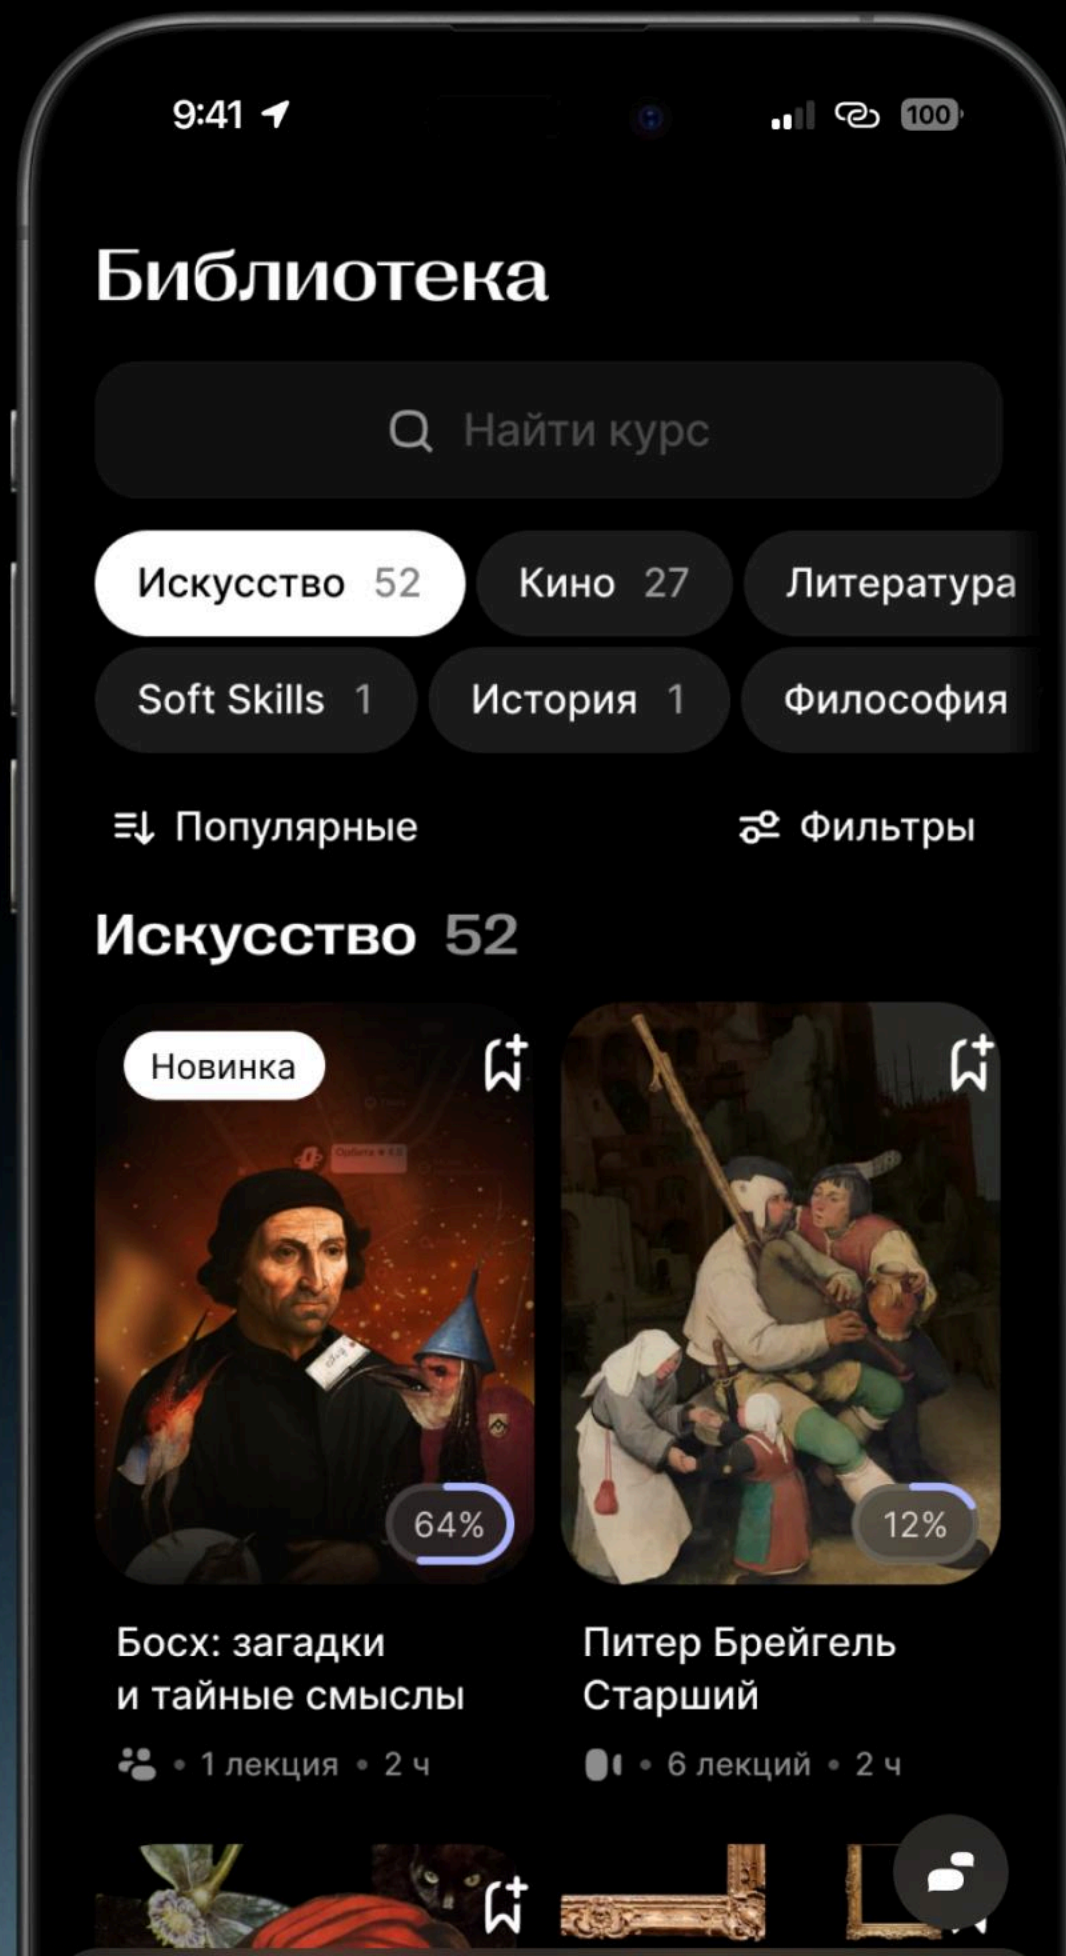 9:41
100
Библиотека
Найти курс
Искусство 52 Кино 27 Литература
Soft Skills 1 История 1 Философия
Популярные Фильтры
Искусство 52
Новинка
64%
12%
Босх: загадки
и тайные смыслы
1 лекция • 2 ч
Питер Брейгель
Старший
6 лекций • 2 ч